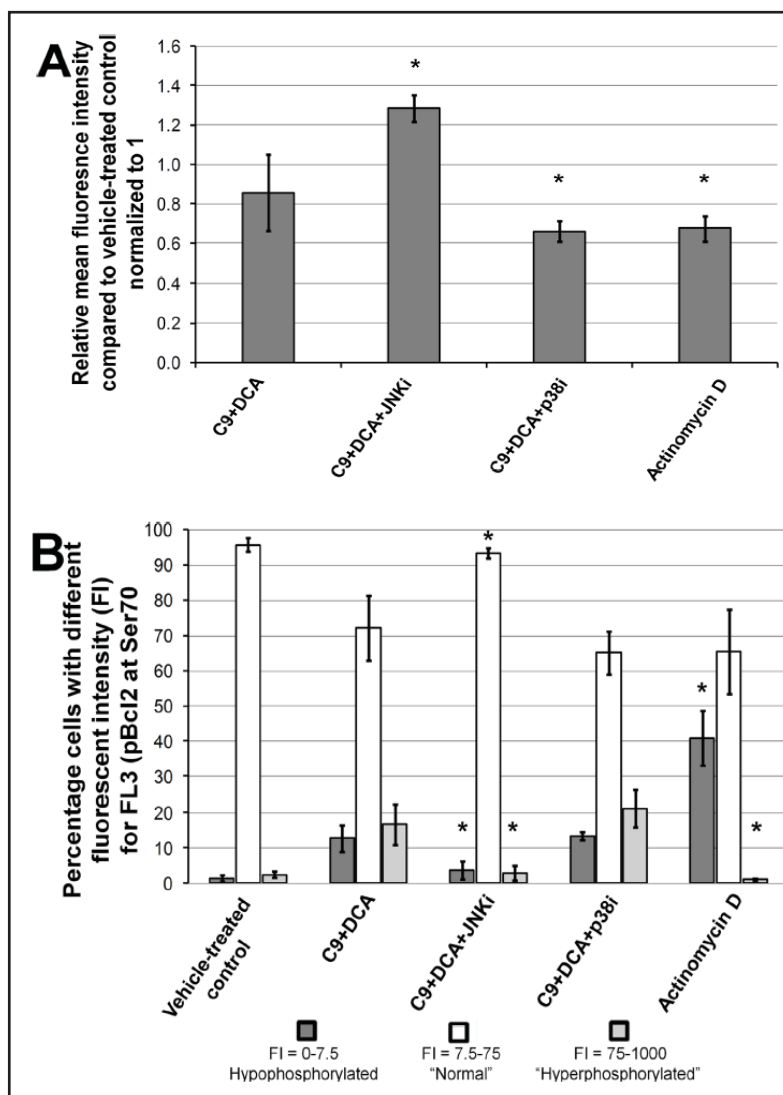 A
Relative mean fluoresnce intensity
compared to vehicle-treated control
normalized to 1
1.6
1.4
1.2
1.0
0.8
0.6
0.4
0.2
0.0
*
*
*
C9+DCA
C9+DCA+JNKi
C9+DCA+p38i
Actinomycin D
B
Percentage cells with different
fluorescent intensity (FI)
for FL3 (pBcl2 at Ser70
100
90
80
70
60
50
40
30
20
10
0
*
*
*
*
*
Vehicle-treated
control
C9+DCA
C9+DCA+JNKi
C9+DCA+p38i
Actinomycin D
FI = 0-7.5
Hypophosphorylated
FI = 7.5-75
“Normal”
FI = 75-1000
“Hyperphosphorylated”